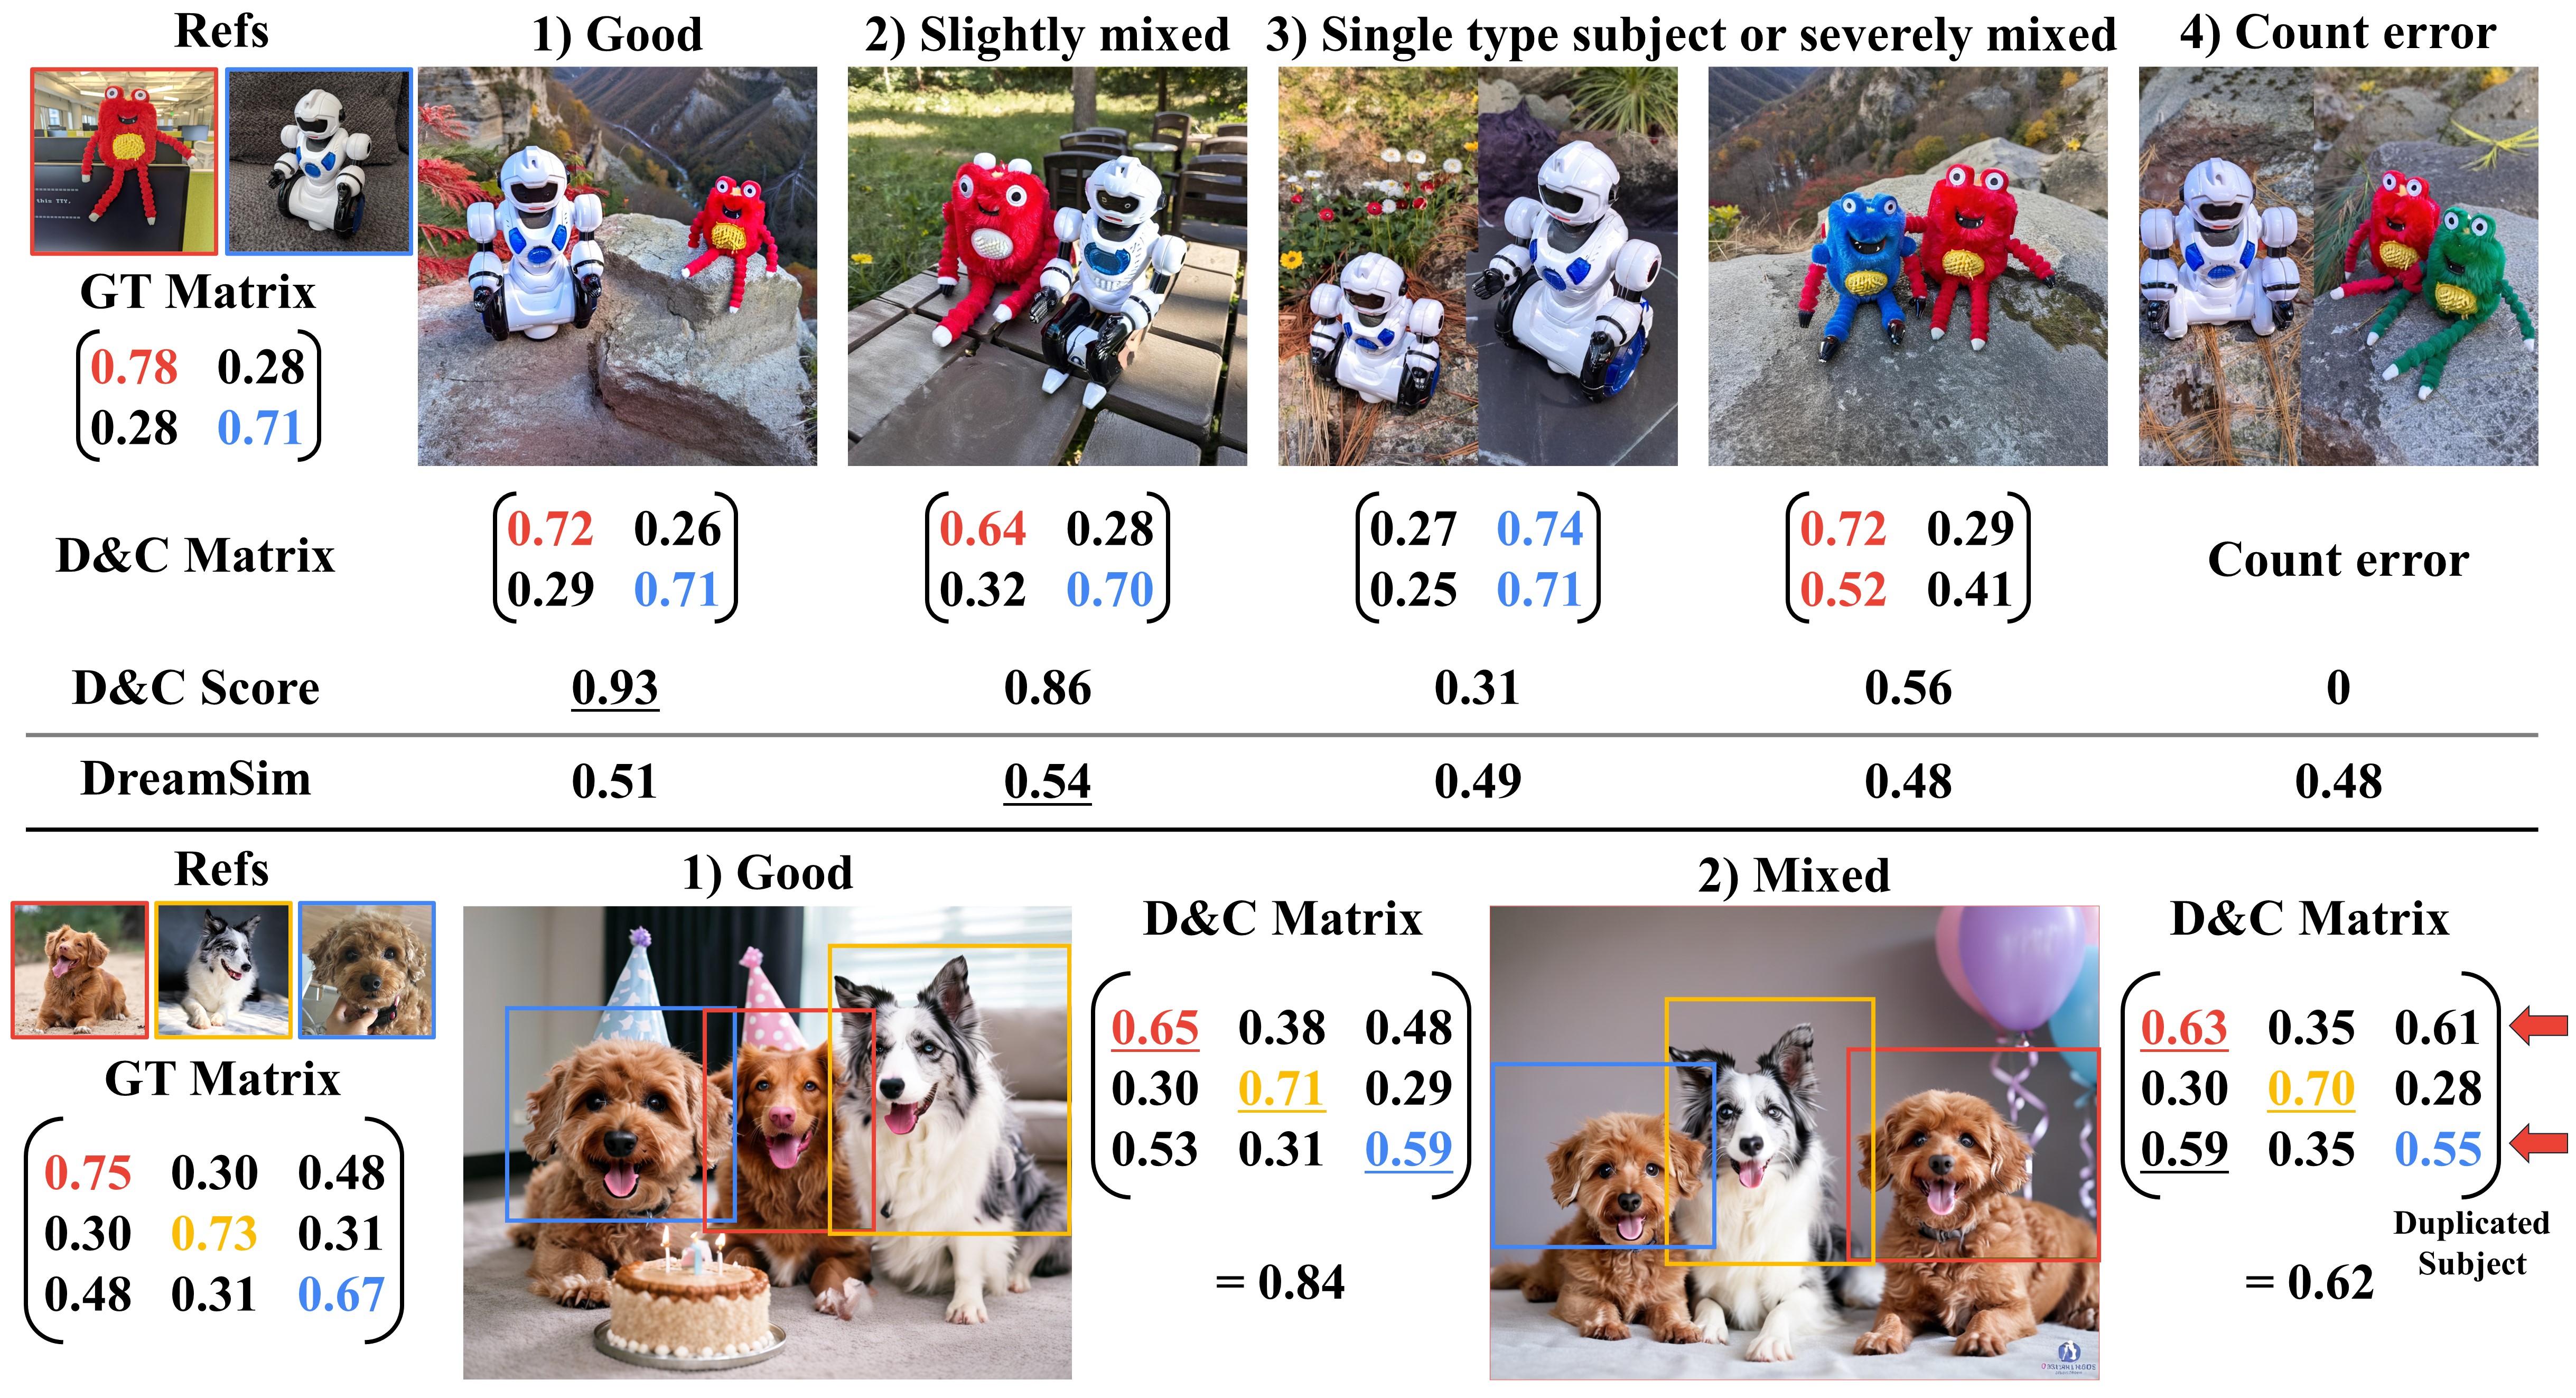 Refs
1) Good
2) Slightly mixed
3) Single type subject or severely mixed
4) Count error
this TTY.
GT Matrix
0.78 0.28
0.28 0.71
D&C Matrix
0.72 0.26
0.29 0.71
0.64 0.28
0.32 0.70
0.27 0.74
0.25 0.71
0.72 0.29
0.52 0.41
Count error
D&C Score
0.93
0.86
0.31
0.56
0
DreamSim
0.51
0.54
0.49
0.48
0.48
Refs
GT Matrix
0.75 0.30 0.48
0.30 0.73 0.31
0.48 0.31 0.67
1) Good
D&C Matrix
0.65 0.38 0.48
0.30 0.71 0.29
0.53 0.31 0.59
= 0.84
2) Mixed
D&C Matrix
0.63 0.35 0.61
0.30 0.70 0.28
0.59 0.35 0.55
Duplicated
Subject
= 0.62